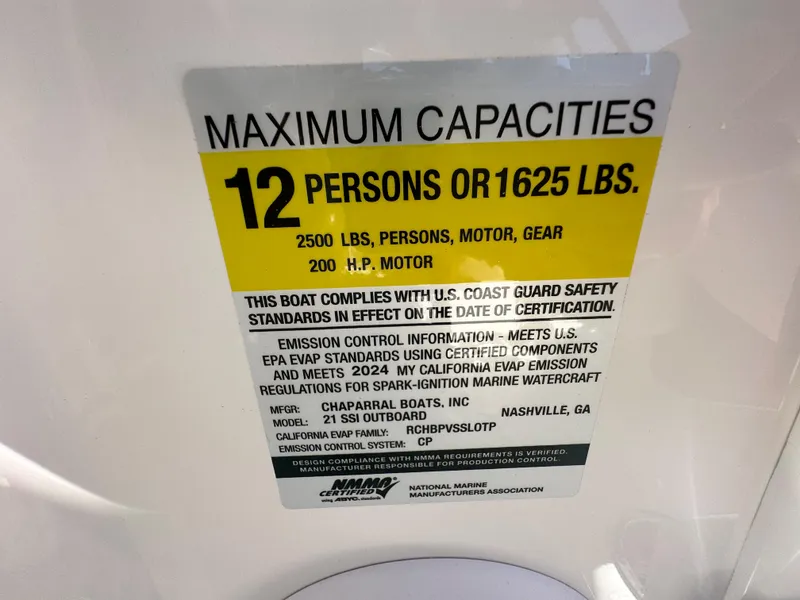 MAXIMUM CAPACITIES
12 PERSONS OR 1625 LBS.
2500 LBS, PERSONS, MOTOR, GEAR
200 H.P. MOTOR
THIS BOAT COMPLIES WITH U.S. COAST GUARD SAFETY
STANDARDS IN EFFECT ON THE DATE OF CERTIFICATION.
EMISSION CONTROL INFORMATION - MEETS U.S.
EPA EVAP STANDARDS USING CERTIFIED COMPONENTS
AND MEETS 2024 MY CALIFORNIA EVAP EMISSION
REGULATIONS FOR SPARK-IGNITION MARINE WATERCRAFT
MFGR: CHAPARRAL BOATS, INC NASHVILLE, GA
MODEL: 21 SSI OUTBOARD
CALIFORNIA EVAP FAMILY: RCHBPVSSLOTP
EMISSION CONTROL SYSTEM: CP
DESIGN COMPLIANCE WITH NMMA REQUIREMENTS IS VERIFIED.
MANUFACTURER RESPONSIBLE FOR PRODUCTION CONTROL.
NMMA
CERTIFIED
using ABYC standards
NATIONAL MARINE
MANUFACTURERS ASSOCIATION